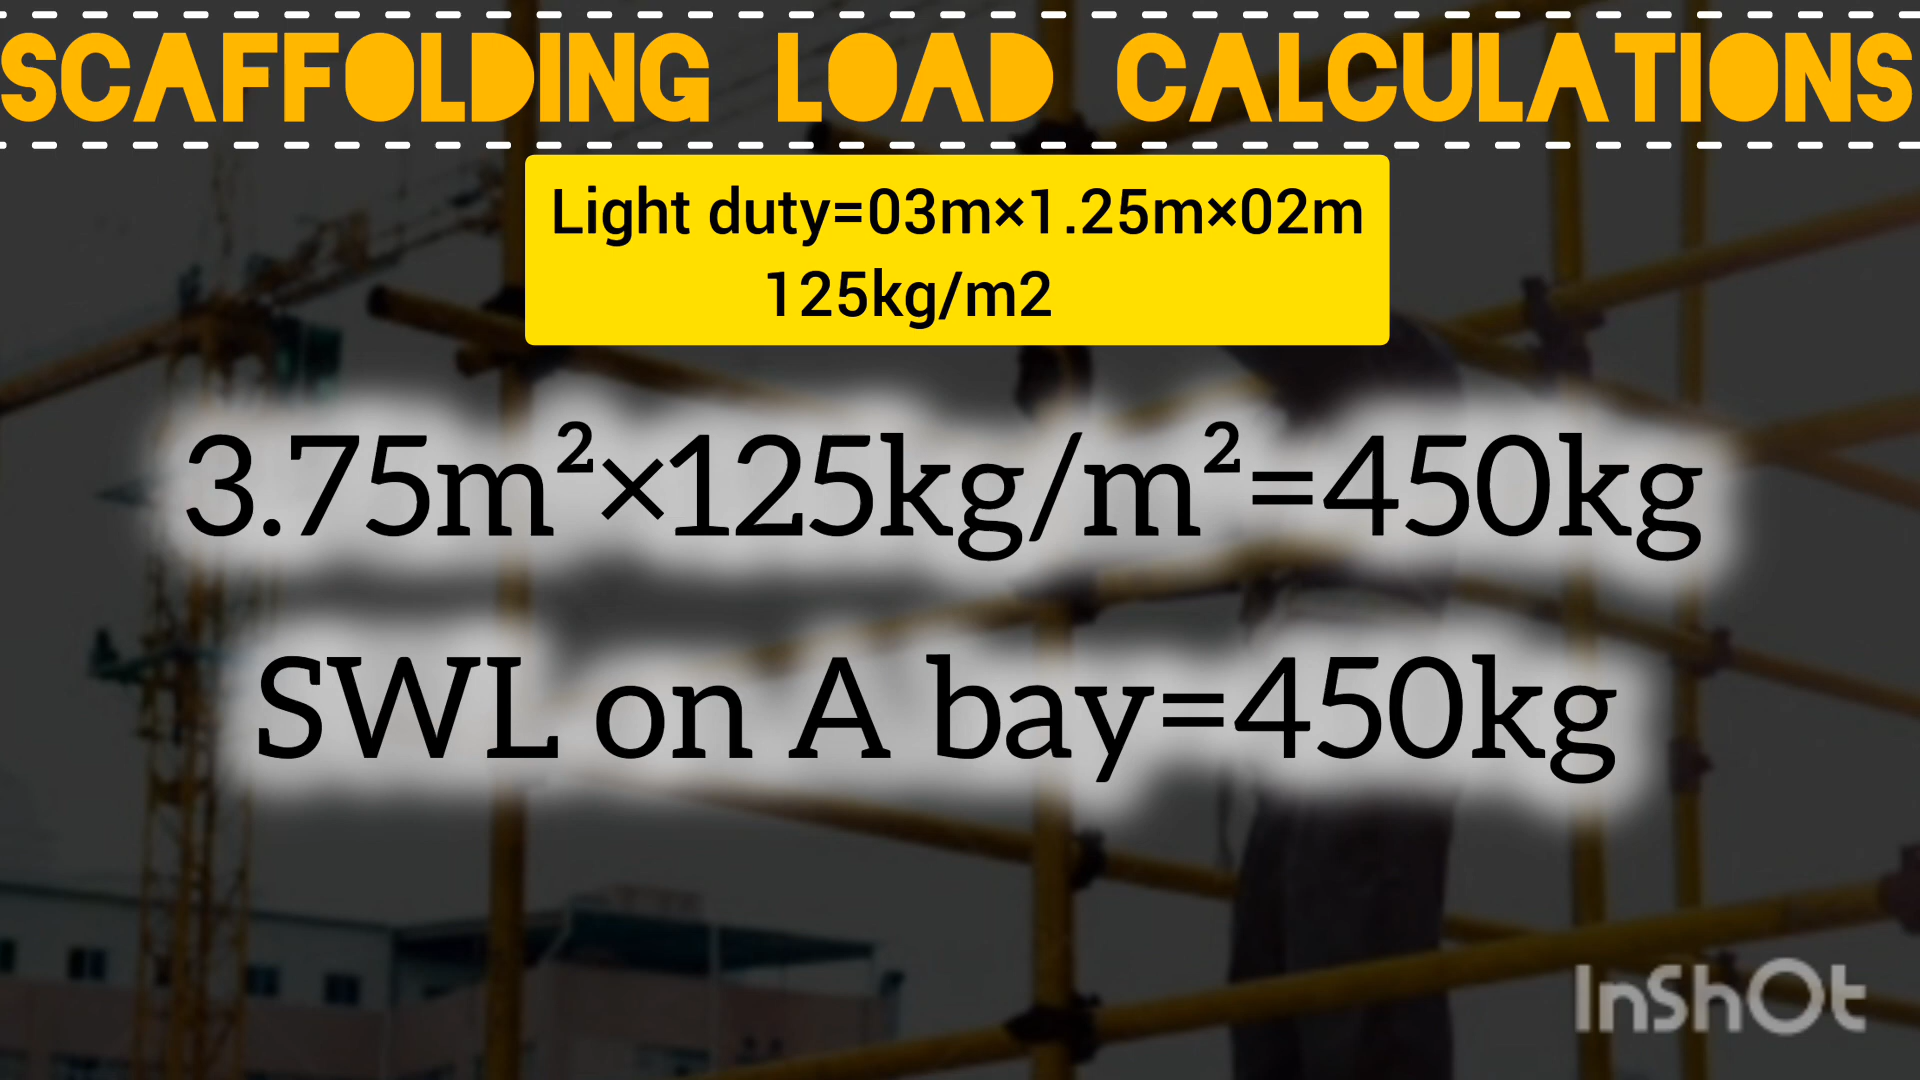 SCAFFOLDING LOAD CALCULATIONS
Light duty=03m×1.25m×02m
125kg/m2
3.75m²×125kg/m²=450kg
SWL on A bay=450kg
InShOt